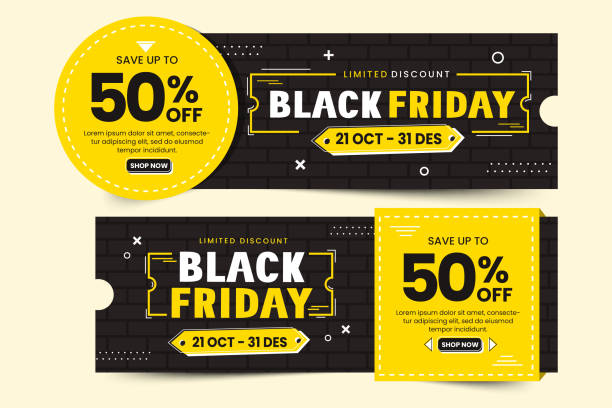 SAVE UP TO
50% OFF
Lorem ipsum dolor sit amet, consecte-
tur adipiscing elit, sed do eiusmod
tempor incididunt.
SHOP NOW
LIMITED DISCOUNT
BLACK FRIDAY
21 OCT - 31 DES
LIMITED DISCOUNT
BLACK
FRIDAY
21 OCT - 31 DES
SAVE UP TO
50% OFF
Lorem ipsum dolor sit amet, consecte-
tur adipiscing elit, sed do eiusmod
tempor incididunt.
SHOP NOW